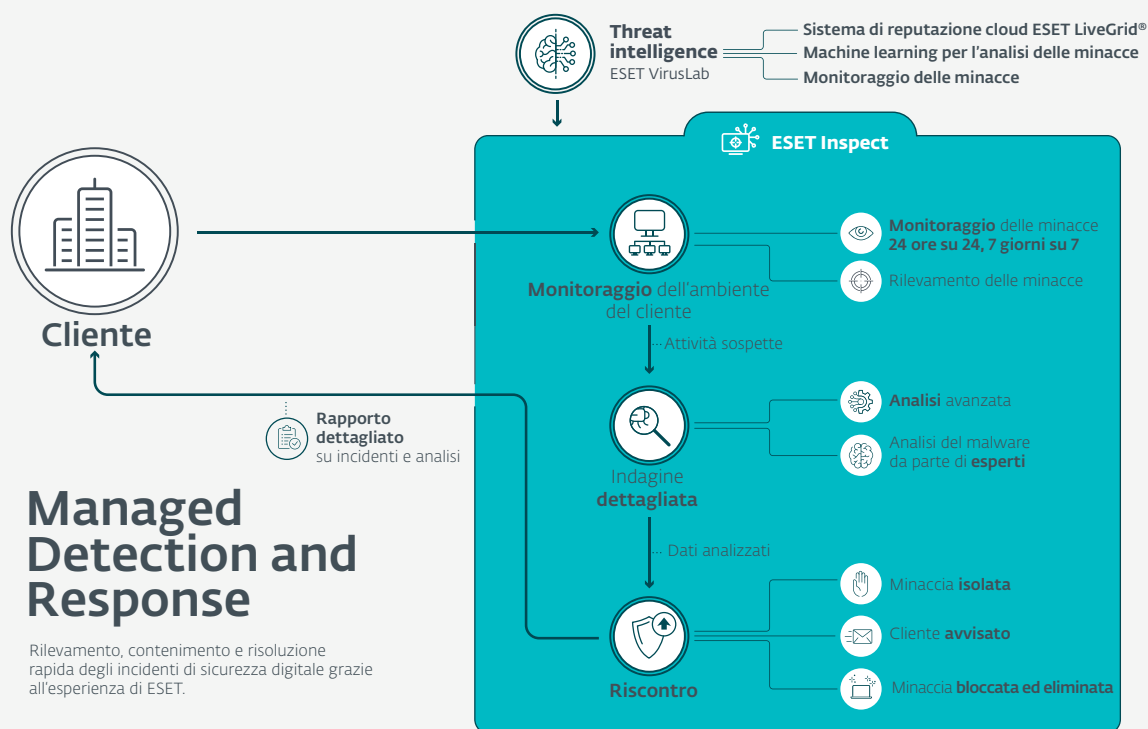 Threat
intelligence
ESET VirusLab
Sistema di reputazione cloud ESET LiveGrid®
Machine learning per l'analisi delle minacce
Monitoraggio delle minacce
ESET Inspect
Cliente
Monitoraggio dell'ambiente
del cliente
Monitoraggio delle minacce
24 ore su 24, 7 giorni su 7
Rilevamento delle minacce
Attività sospette
Rapporto
dettagliato
su incidenti e analisi
Indagine
dettagliata
Analisi avanzata
Analisi del malware
da parte di esperti
Dati analizzati
Managed
Detection and
Response
Rilevamento, contenimento e risoluzione
rapida degli incidenti di sicurezza digitale grazie
all'esperienza di ESET.
Riscontro
Minaccia isolata
Cliente avvisato
Minaccia bloccata ed eliminata